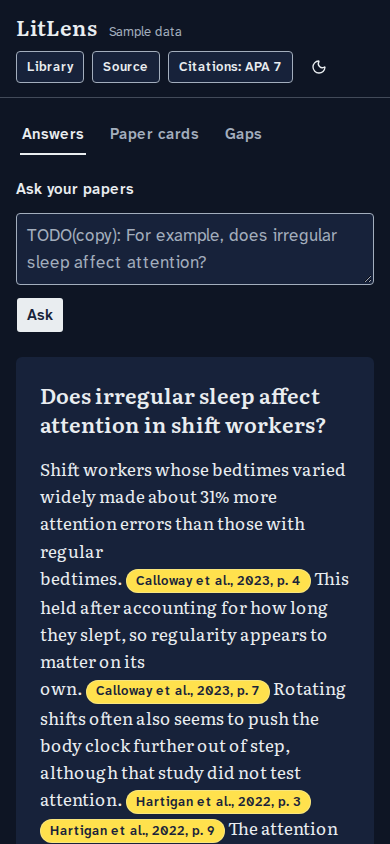 LitLens Sample data
Library Source Citations: APA 7
Answers Paper cards Gaps
Ask your papers
TODO(copy): For example, does irregular
sleep affect attention?
Ask
Does irregular sleep affect
attention in shift workers?
Shift workers whose bedtimes varied
widely made about 31% more
attention errors than those with
regular
bedtimes. Calloway et al., 2023, p. 4 This
held after accounting for how long
they slept, so regularity appears to
matter on its
own. Calloway et al., 2023, p. 7 Rotating
shifts often also seems to push the
body clock further out of step,
although that study did not test
attention. Hartigan et al., 2022, p. 3
Hartigan et al., 2022, p. 9 The attention